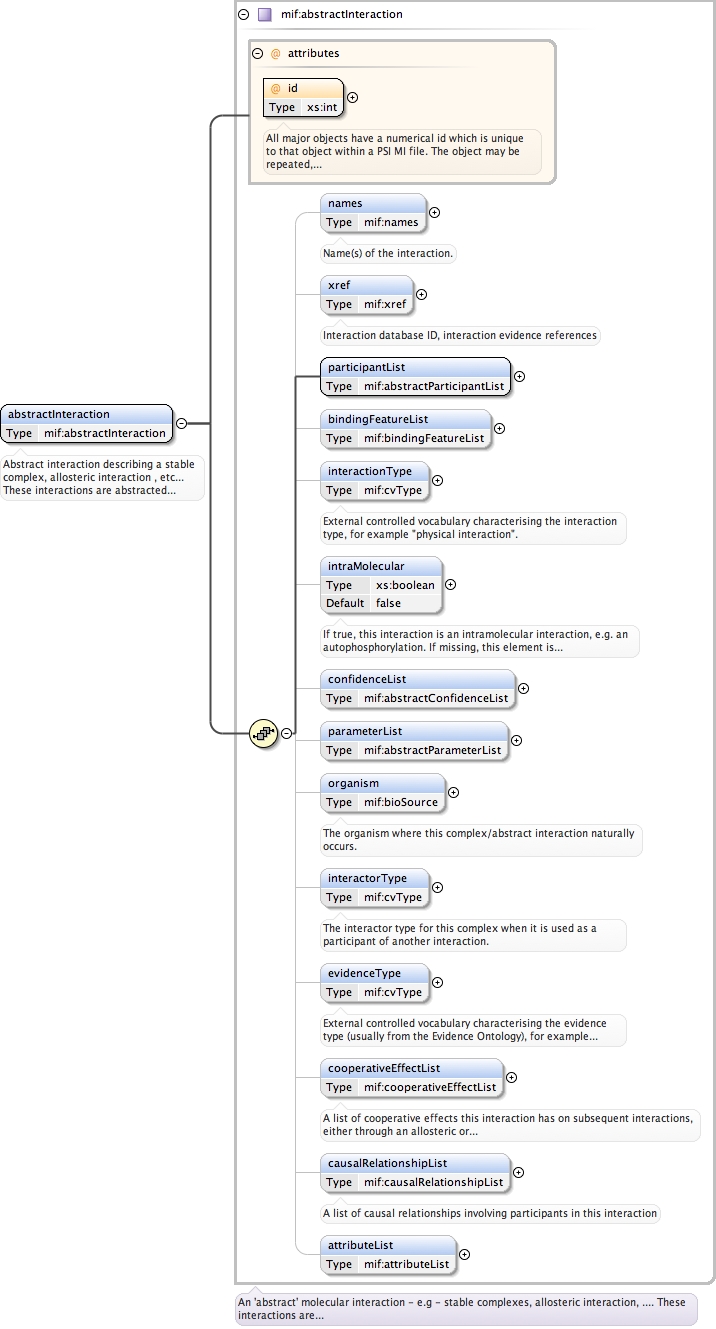 mif:abstractInteraction
@ attributes
@ id
Type xs:int
All major objects have a numerical id which is unique
to that object within a PSI MI file. The object may be
repeated,...
names
Type mif:names
Name(s) of the interaction.
xref
Type mif:xref
Interaction database ID, interaction evidence references
participantList
Type mif:abstractParticipantList
abstractInteraction
Type mif:abstractInteraction
Abstract interaction describing a stable
complex, allosteric interaction , etc...
These interactions are abstracted...
bindingFeatureList
Type mif:bindingFeatureList
interactionType
Type mif:cvType
External controlled vocabulary characterising the interaction
type, for example "physical interaction".
intraMolecular
Type xs:boolean
Default false
If true, this interaction is an intramolecular interaction, e.g. an
autophosphorylation. If missing, this element is...
confidenceList
Type mif:abstractConfidenceList
parameterList
Type mif:abstractParameterList
organism
Type mif:bioSource
The organism where this complex/abstract interaction naturally
occurs.
interactorType
Type mif:cvType
The interactor type for this complex when it is used as a
participant of another interaction.
evidenceType
Type mif:cvType
External controlled vocabulary characterising the evidence
type (usually from the Evidence Ontology), for example...
cooperativeEffectList
Type mif:cooperativeEffectList
A list of cooperative effects this interaction has on subsequent interactions,
either through an allosteric or...
causalRelationshipList
Type mif:causalRelationshipList
A list of causal relationships involving participants in this interaction
attributeList
Type mif:attributeList
An 'abstract' molecular interaction - e.g - stable complexes, allosteric interaction, .... These
interactions are...